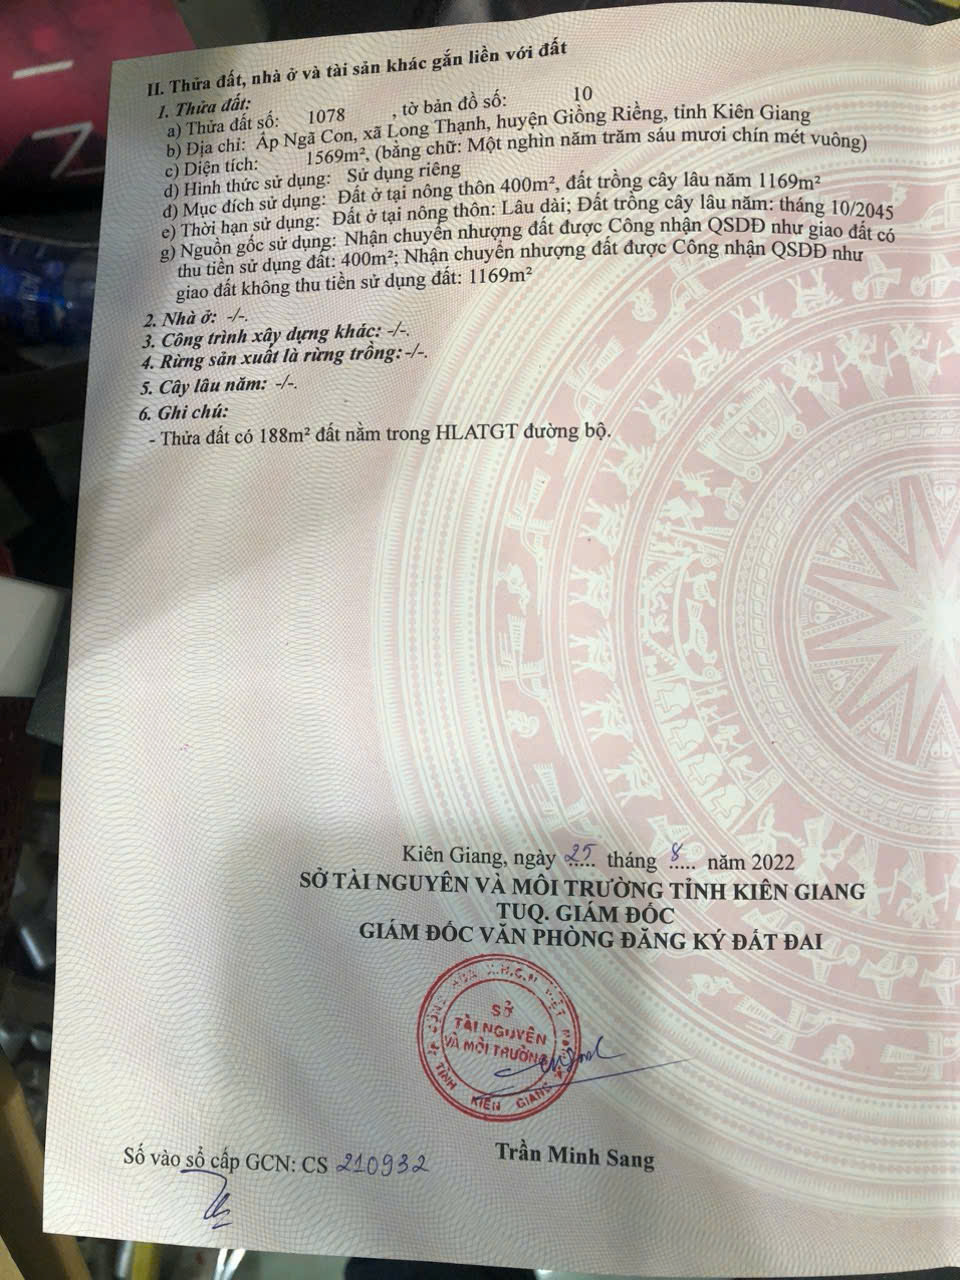 II. Thửa đất, nhà ở và tài sản khác gắn liền với đất
1. Thửa đất:
a) Thửa đất số: 1078 , tờ bản đồ số: 10
b) Địa chỉ: Ấp Ngã Con, xã Long Thạnh, huyện Giồng Riềng, tỉnh Kiên Giang
c) Diện tích: 1569m², (bằng chữ: Một nghìn năm trăm sáu mươi chín mét vuông)
d) Hình thức sử dụng: Sử dụng riêng
đ) Mục đích sử dụng: Đất ở tại nông thôn 400m², đất trồng cây lâu năm 1169m²
e) Thời hạn sử dụng: Đất ở tại nông thôn: Lâu dài; Đất trồng cây lâu năm: tháng 10/2045
g) Nguồn gốc sử dụng: Nhận chuyển nhượng đất được Công nhận QSDĐ như giao đất có
thu tiền sử dụng đất: 400m²; Nhận chuyển nhượng đất được Công nhận QSDĐ như
giao đất không thu tiền sử dụng đất: 1169m²
2. Nhà ở: -/-.
3. Công trình xây dựng khác: -/-.
4. Rừng sản xuất là rừng trồng: -/-.
5. Cây lâu năm: -/-.
6. Ghi chú:
- Thửa đất có 188m² đất nằm trong HLATGT đường bộ.
Kiên Giang, ngày 25 tháng 8 năm 2022
SỞ TÀI NGUYÊN VÀ MÔI TRƯỜNG TỈNH KIÊN GIANG
TUQ. GIÁM ĐỐC
GIÁM ĐỐC VĂN PHÒNG ĐĂNG KÝ ĐẤT ĐAI
SỞ
TÀI NGUYÊN
VÀ MÔI TRƯỜNG
TỈNH KIÊN GIANG
Trần Minh Sang
Số vào sổ cấp GCN: CS 210932